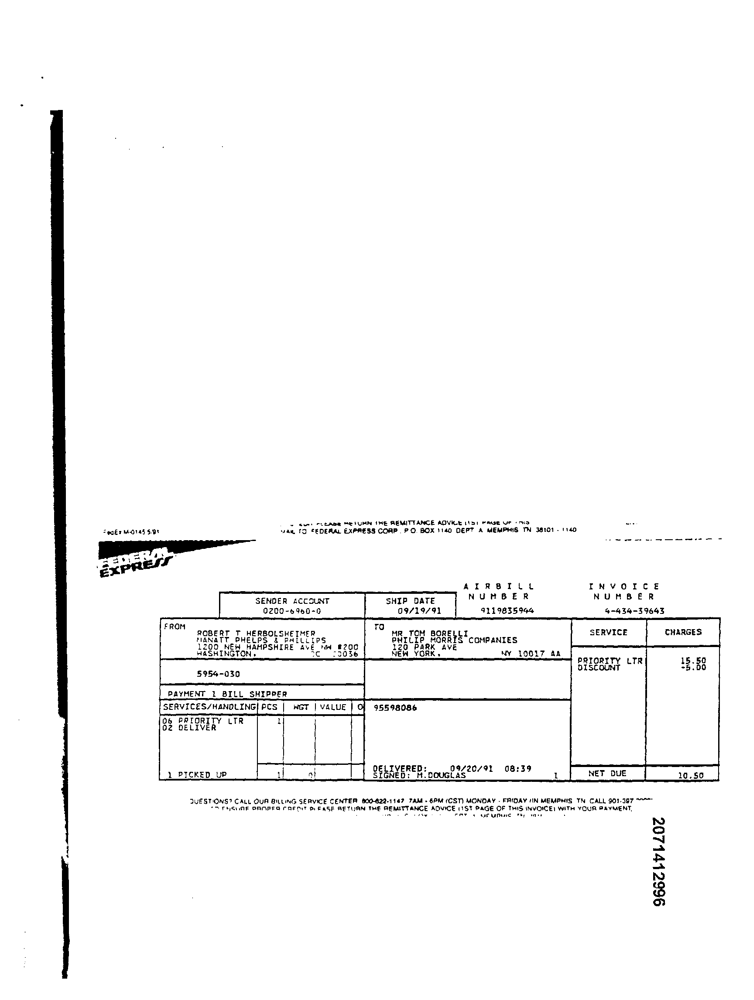 FedEx M-0145 5/91
PLEASE RETURN THE REMITTANCE ADVICE (1ST PAGE OF THIS
MAIL TO FEDERAL EXPRESS CORP. P.O. BOX 1140 DEPT A MEMPHIS TN 38101-1140
FEDERAL
EXPRESS
SENDER ACCOUNT
0200-6960-0
SHIP DATE
09/19/91
AIRBILL
NUMBER
9119835944
INVOICE
NUMBER
4-434-39643
FROM
ROBERT T HERBOLSHEIMER
MANATT PHELPS & PHILLIPS
1200 NEW HAMPSHIRE AVE NW #200
WASHINGTON, DC 20036
5954-030
TO
MR TOM BORELLI
PHILIP MORRIS COMPANIES
120 PARK AVE
NEW YORK, NY 10017 AA
SERVICE CHARGES
PRIORITY LTR 15.50
DISCOUNT -5.00
PAYMENT 1 BILL SHIPPER
SERVICES/HANDLING PCS WGT VALUE O
95598086
06 PRIORITY LTR 1
02 DELIVER
1 PICKED UP 1 0
DELIVERED: 09/20/91 08:39
SIGNED: M.DOUGLAS 1
NET DUE 10.50
QUESTIONS? CALL OUR BILLING SERVICE CENTER 800-622-1147 7AM - 6PM (CST) MONDAY - FRIDAY (IN MEMPHIS, TN CALL 901-397
TO ENSURE PROPER CREDIT PLEASE RETURN THE REMITTANCE ADVICE (1ST PAGE OF THIS INVOICE) WITH YOUR PAYMENT,
2071412996